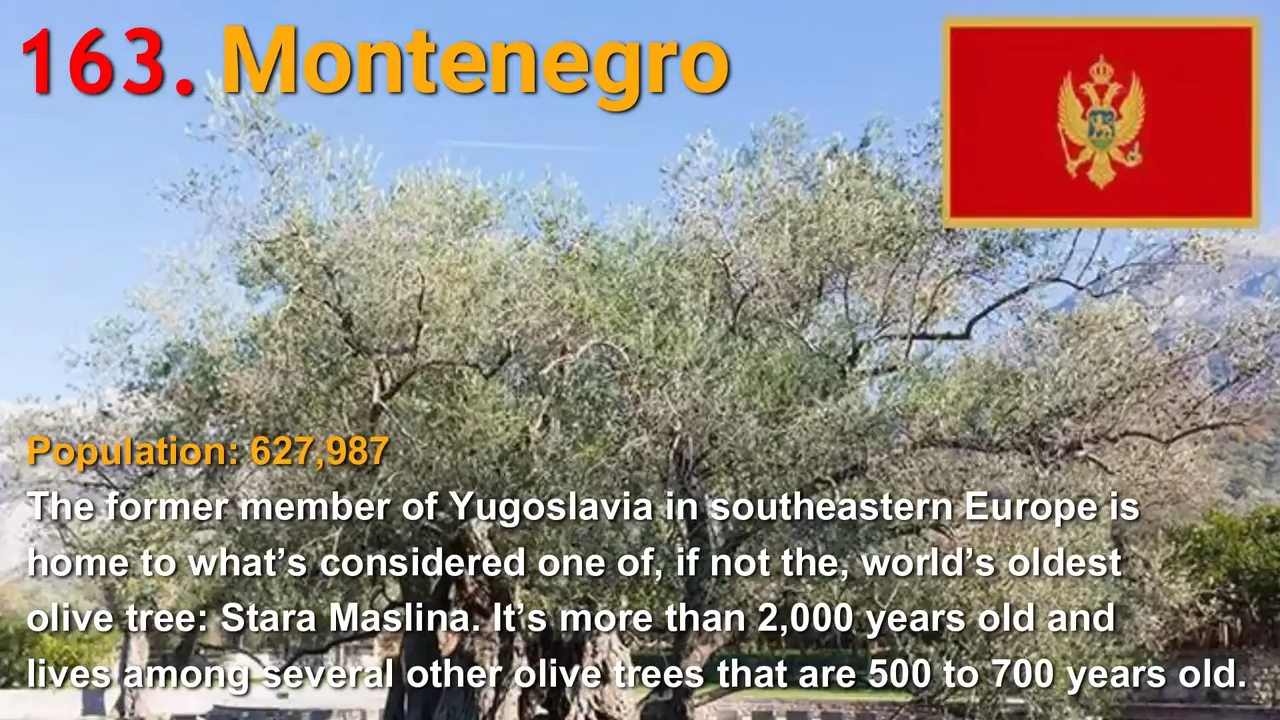 163. Montenegro
Population: 627,987
The former member of Yugoslavia in southeastern Europe is
home to what’s considered one of, if not the, world’s oldest
olive tree: Stara Maslina. It’s more than 2,000 years old and
lives among several other olive trees that are 500 to 700 years old.